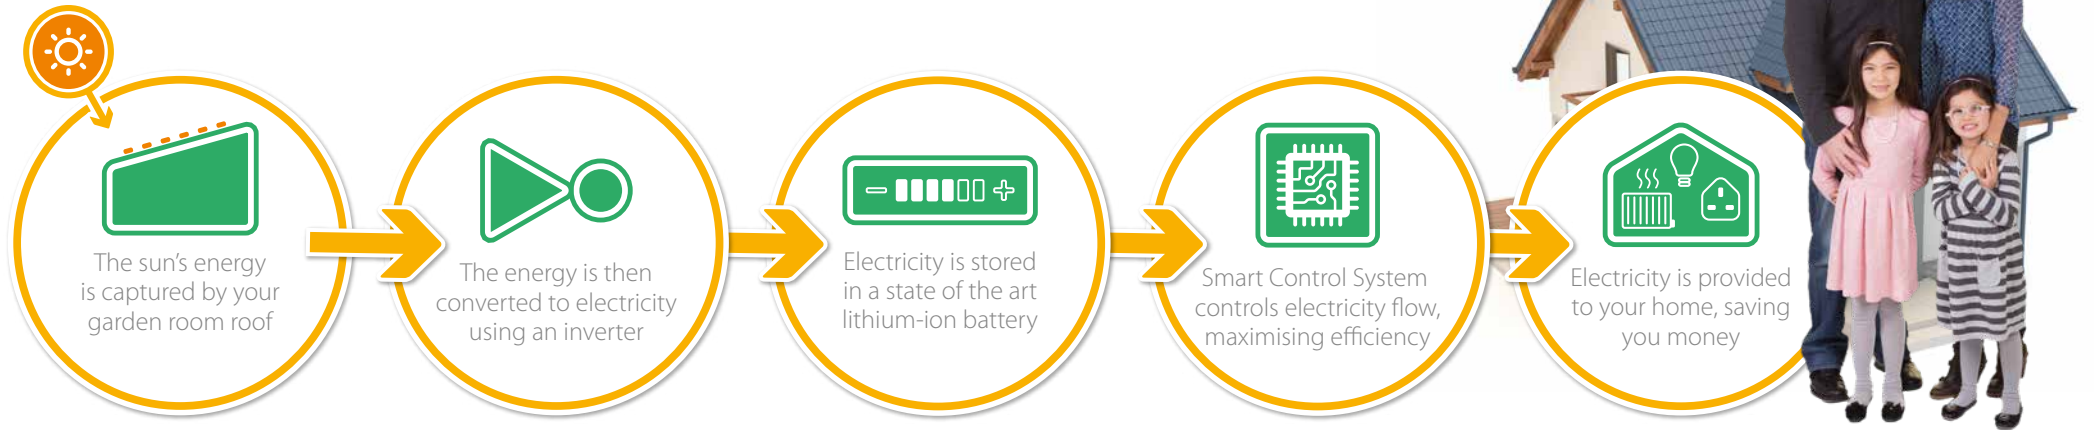 The sun's energy
is captured by your
garden room roof
The energy is then
converted to electricity
using an inverter
Electricity is stored
in a state of the art
lithium-ion battery
Smart Control System
controls electricity flow,
maximising efficiency
Electricity is provided
to your home, saving
you money